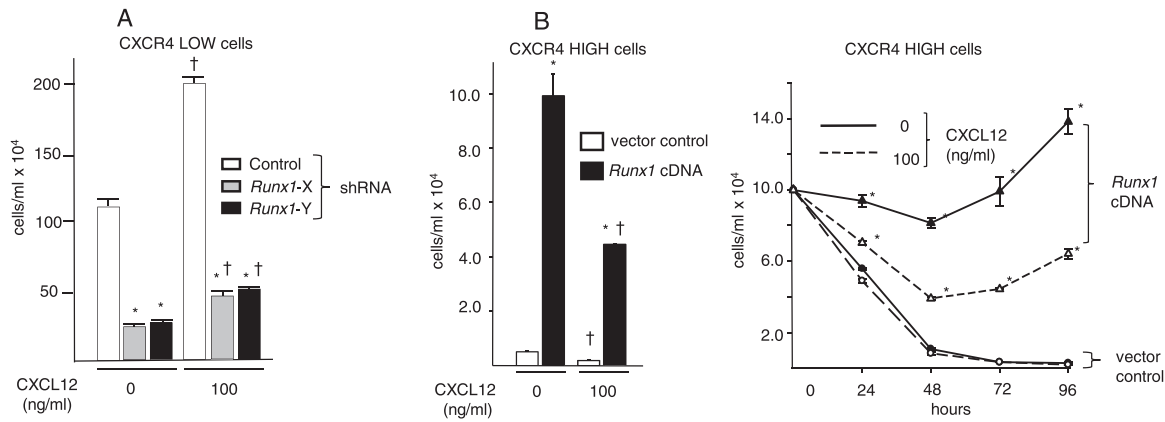 A
CXCR4 LOW cells
†
200
150
100
50
cells/ml x 10⁴
Control
Runx1-X
Runx1-Y
shRNA
* *
* † * †
CXCL12
(ng/ml)
0
100
B
CXCR4 HIGH cells
*
10.0
8.0
6.0
4.0
2.0
cells/ml x 10⁴
vector control
Runx1 cDNA
* †
†
CXCL12
(ng/ml)
0
100
CXCR4 HIGH cells
14.0
10.0
6.0
2.0
cells/ml x 10⁴
0
100
CXCL12
(ng/ml)
* * * *
* * * *
Runx1
cDNA
vector
control
0 24 48 72 96
hours